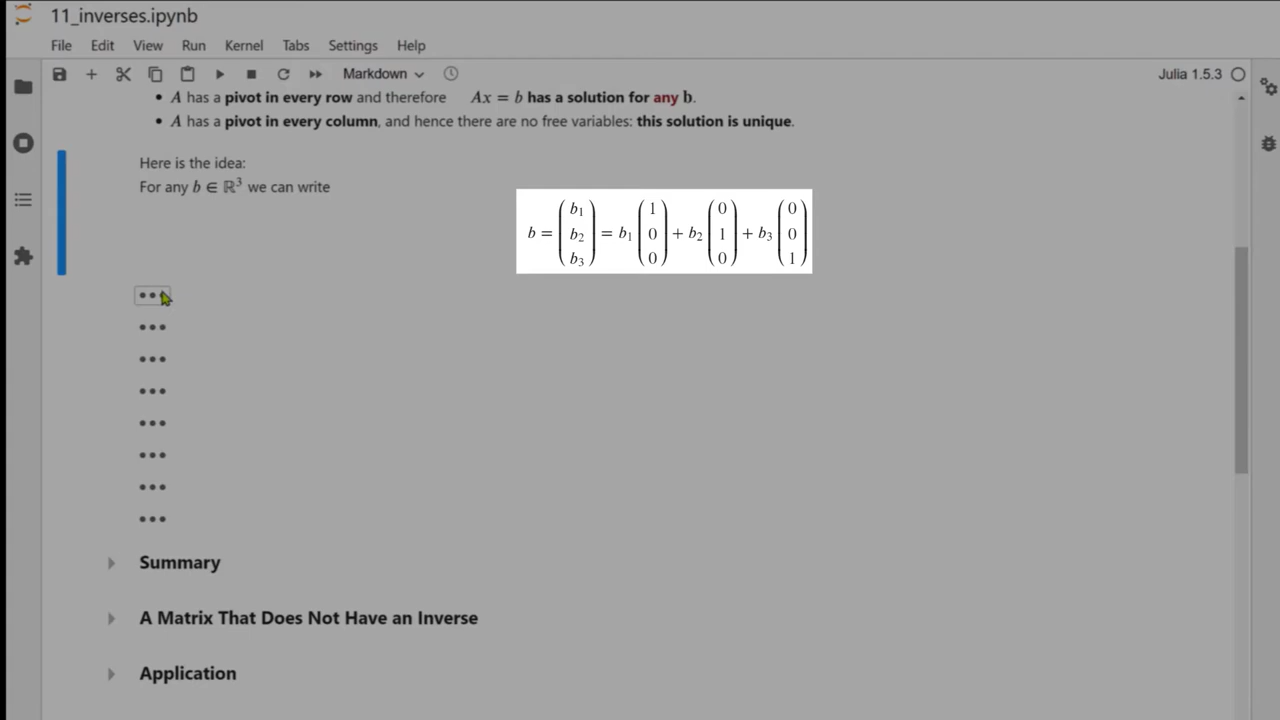 11_inverses.ipynb
File Edit View Run Kernel Tabs Settings Help
Markdown Julia 1.5.3
• A has a pivot in every row and therefore Ax = b has a solution for any b.
• A has a pivot in every column, and hence there are no free variables: this solution is unique.
Here is the idea:
For any b ∈ ℝ³ we can write
b = (b₁ b₂ b₃) = b₁ (1 0 0) + b₂ (0 1 0) + b₃ (0 0 1)
Summary
A Matrix That Does Not Have an Inverse
Application